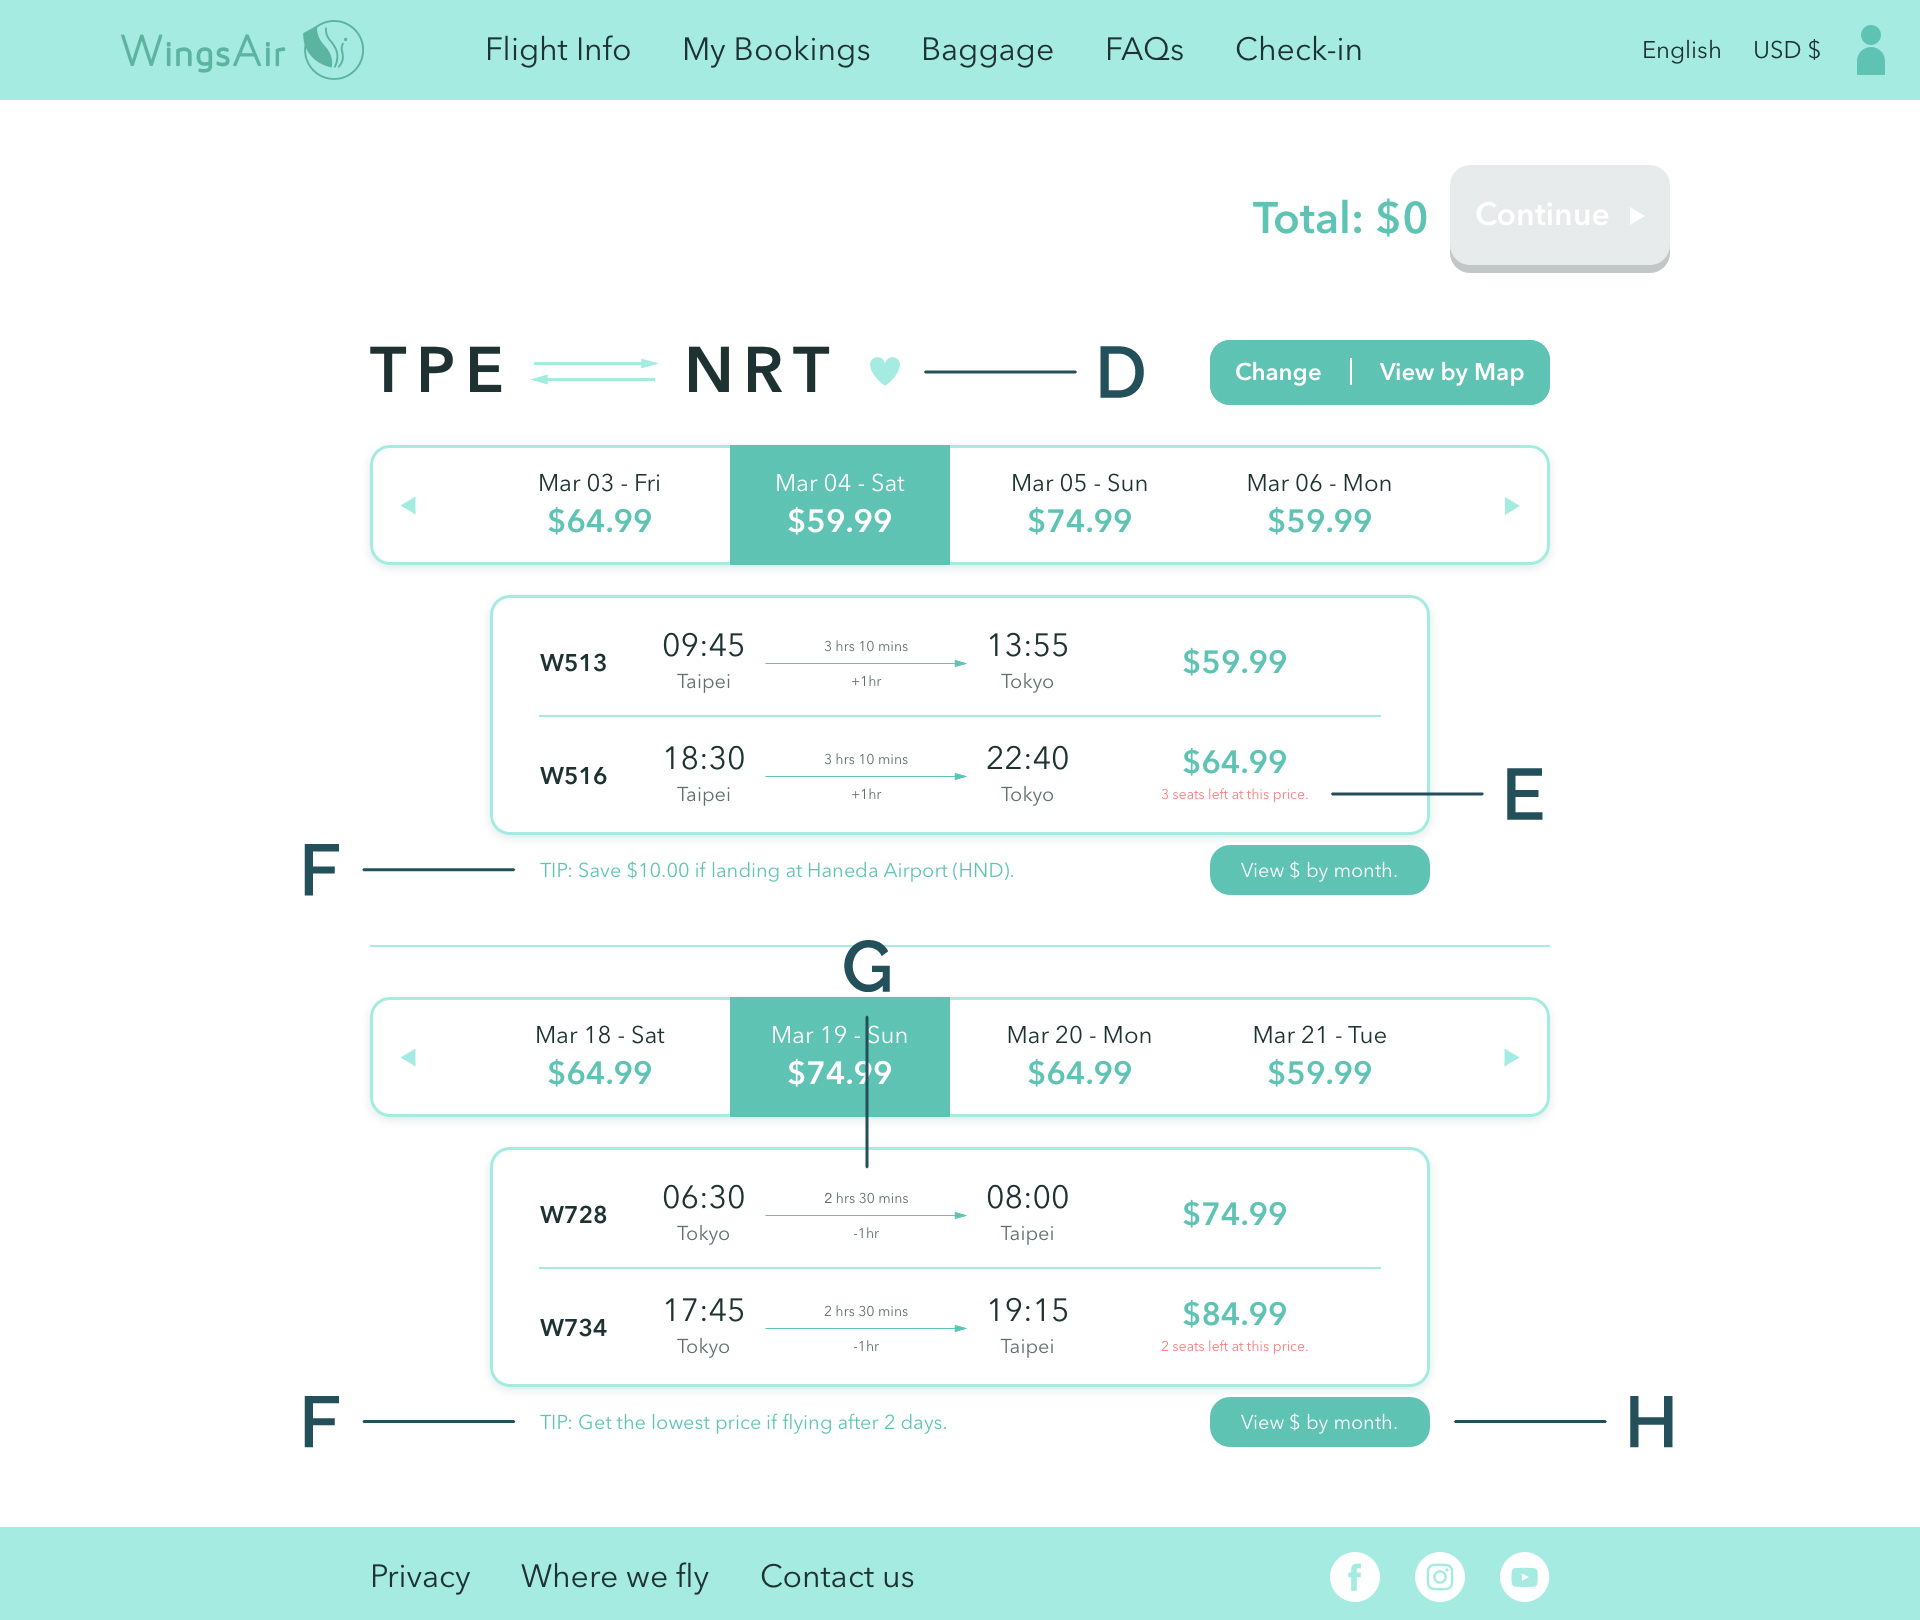 WingsAir
Flight Info
My Bookings
Baggage
FAQs
Check-in
English
USD $
Total: $0
Continue
TPE
NRT
D
Change
View by Map
Mar 03 - Fri
$64.99
Mar 04 - Sat
$59.99
Mar 05 - Sun
$74.99
Mar 06 - Mon
$59.99
W513
09:45
Taipei
3 hrs 10 mins
+1hr
13:55
Tokyo
$59.99
W516
18:30
Taipei
3 hrs 10 mins
+1hr
22:40
Tokyo
$64.99
3 seats left at this price.
E
F
TIP: Save $10.00 if landing at Haneda Airport (HND).
View $ by month.
G
Mar 18 - Sat
$64.99
Mar 19 - Sun
$74.99
Mar 20 - Mon
$64.99
Mar 21 - Tue
$59.99
W728
06:30
Tokyo
2 hrs 30 mins
-1hr
08:00
Taipei
$74.99
W734
17:45
Tokyo
2 hrs 30 mins
-1hr
19:15
Taipei
$84.99
2 seats left at this price.
F
TIP: Get the lowest price if flying after 2 days.
View $ by month.
H
Privacy
Where we fly
Contact us